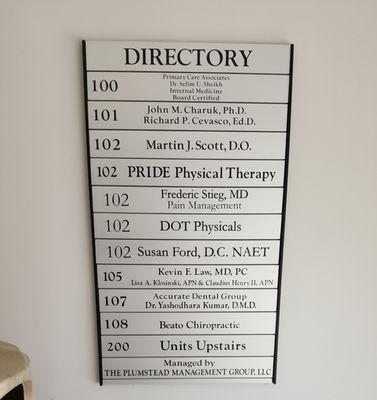 DIRECTORY
100
Primary Care Associates
Dr. Selim U. Sheikh
Internal Medicine
Board Certified
101
John M. Charuk, Ph.D.
Richard P. Cevasco, Ed.D.
102 Martin J. Scott, D.O.
102 PRIDE Physical Therapy
102
Frederic Stieg, MD
Pain Management
102 DOT Physicals
102 Susan Ford, D.C. NAET
105
Kevin F. Law, MD, PC
Lisa A. Klosinski, APN & Claudius Henry II, APN
107
Accurate Dental Group
Dr. Yashodhara Kumar, D.M.D.
108 Beato Chiropractic
200 Units Upstairs
Managed by
THE PLUMSTEAD MANAGEMENT GROUP, LLC